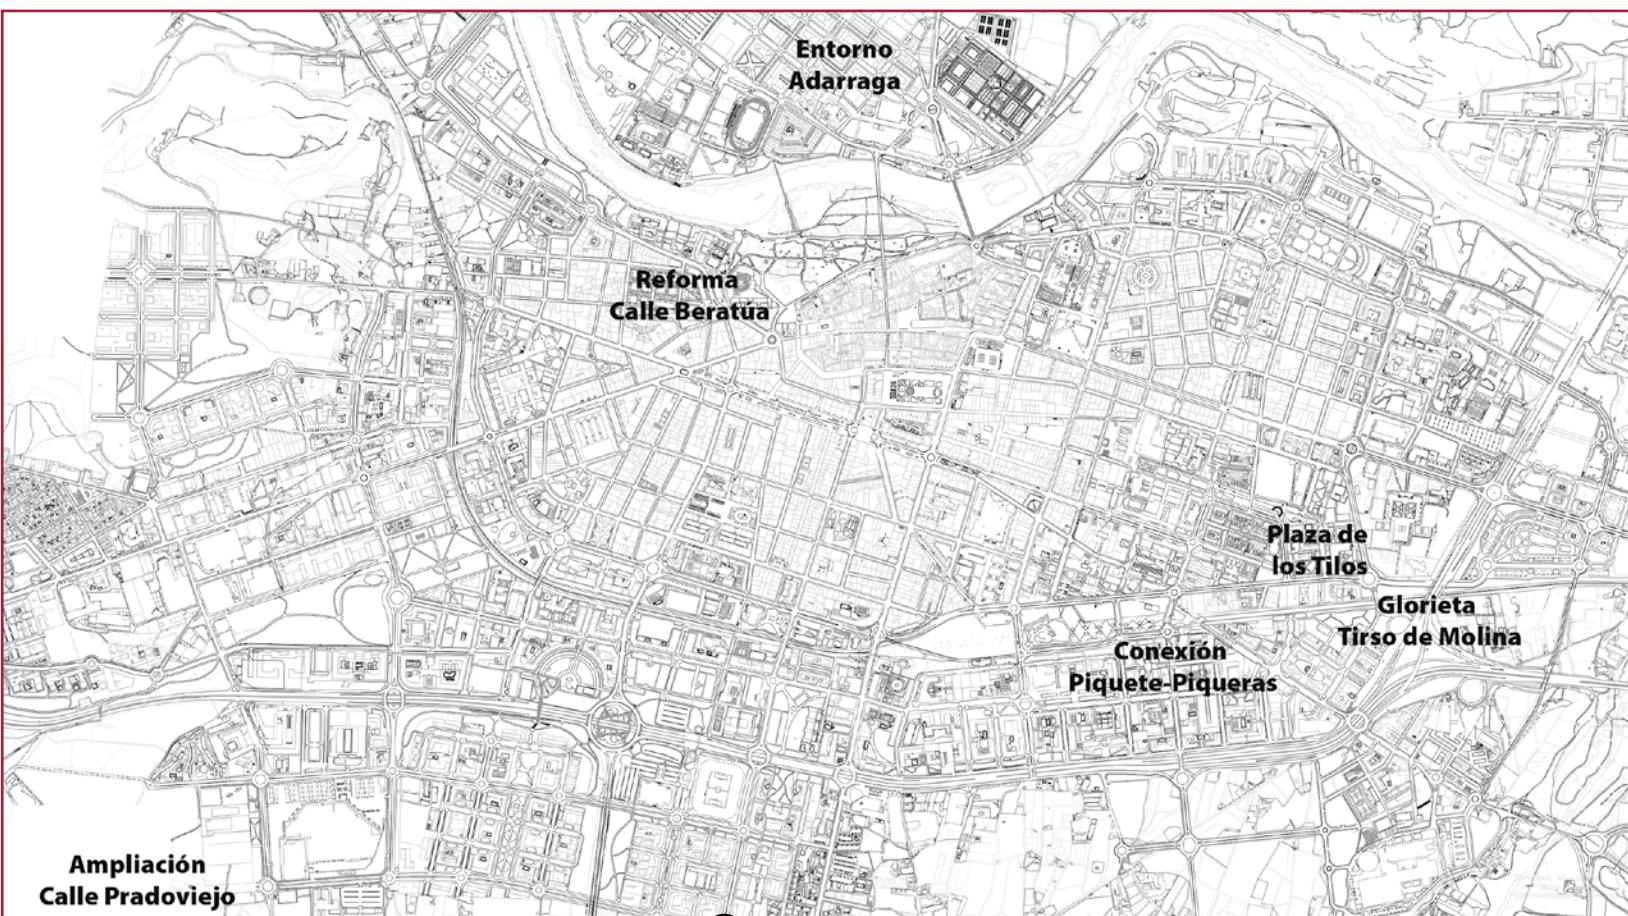 Entorno
Adarraga
Reforma
Calle Beratúa
Plaza de
los Tilos
Glorieta
Tirso de Molina
Conexión
Piquete-Piqueras
Ampliación
Calle Pradoviejo